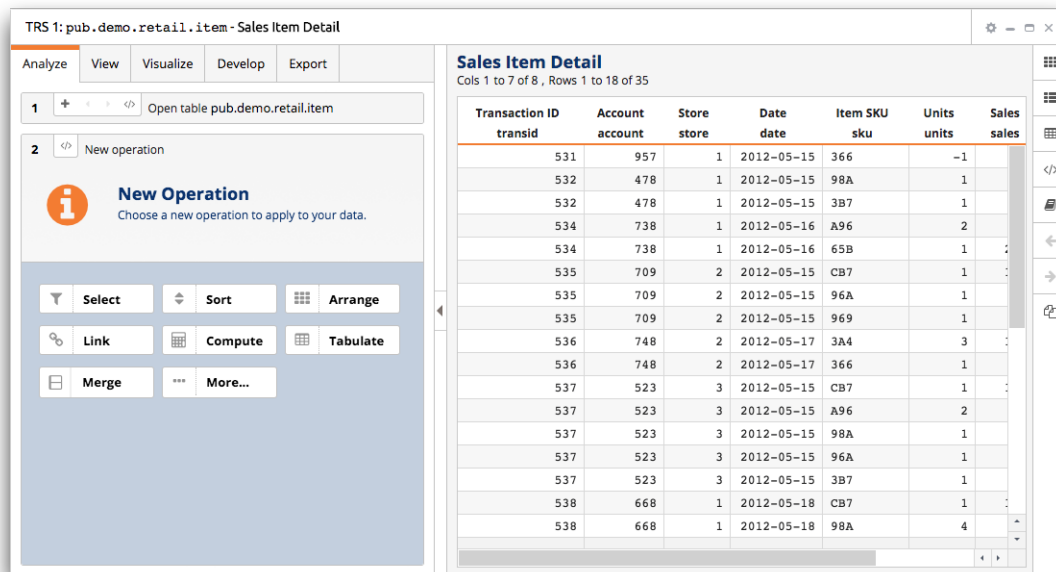 TRS 1: pub.demo.retail.item - Sales Item Detail
Analyze View Visualize Develop Export
1 Open table pub.demo.retail.item
2 New operation
New Operation
Choose a new operation to apply to your data.
Select Sort Arrange
Link Compute Tabulate
Merge More...
Sales Item Detail
Cols 1 to 7 of 8 , Rows 1 to 18 of 35
Transaction ID Account Store Date Item SKU Units Sales
transid account store date sku units sales
531 957 1 2012-05-15 366 -1
532 478 1 2012-05-15 98A 1
532 478 1 2012-05-15 3B7 1
534 738 1 2012-05-16 A96 2
534 738 1 2012-05-16 65B 1
535 709 2 2012-05-15 CB7 1
535 709 2 2012-05-15 96A 1
535 709 2 2012-05-15 969 1
536 748 2 2012-05-17 3A4 3
536 748 2 2012-05-17 366 1
537 523 3 2012-05-15 CB7 1
537 523 3 2012-05-15 A96 2
537 523 3 2012-05-15 98A 1
537 523 3 2012-05-15 96A 1
537 523 3 2012-05-15 3B7 1
538 668 1 2012-05-18 CB7 1
538 668 1 2012-05-18 98A 4